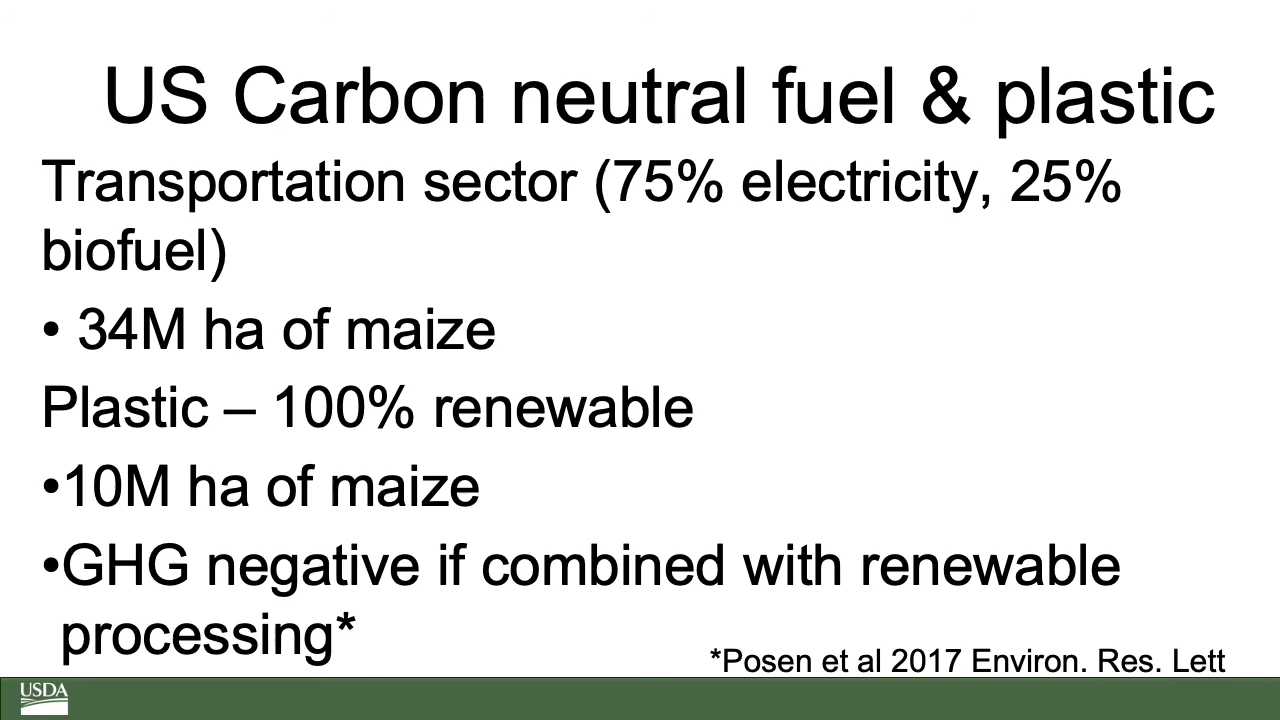 US Carbon neutral fuel & plastic
Transportation sector (75% electricity, 25%
biofuel)
• 34M ha of maize
Plastic – 100% renewable
•10M ha of maize
•GHG negative if combined with renewable
processing*
*Posen et al 2017 Environ. Res. Lett
USDA